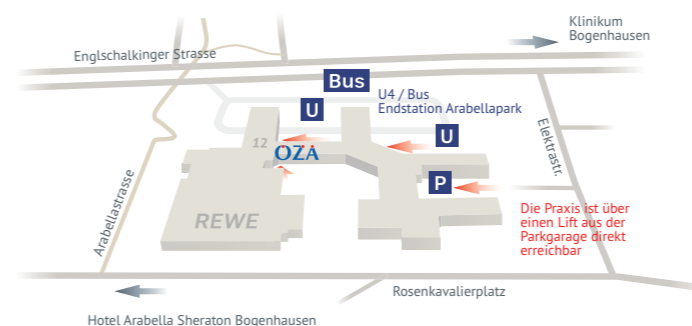 Klinikum
Bogenhausen
Englschalkinger Strasse
Bus
U4 / Bus
Endstation Arabellapark
U
U
12
OZA
Elektrastr.
P
Arabellastrasse
REWE
Die Praxis ist über
einen Lift aus der
Parkgarage direkt
erreichbar
Rosenkavalierplatz
Hotel Arabella Sheraton Bogenhausen